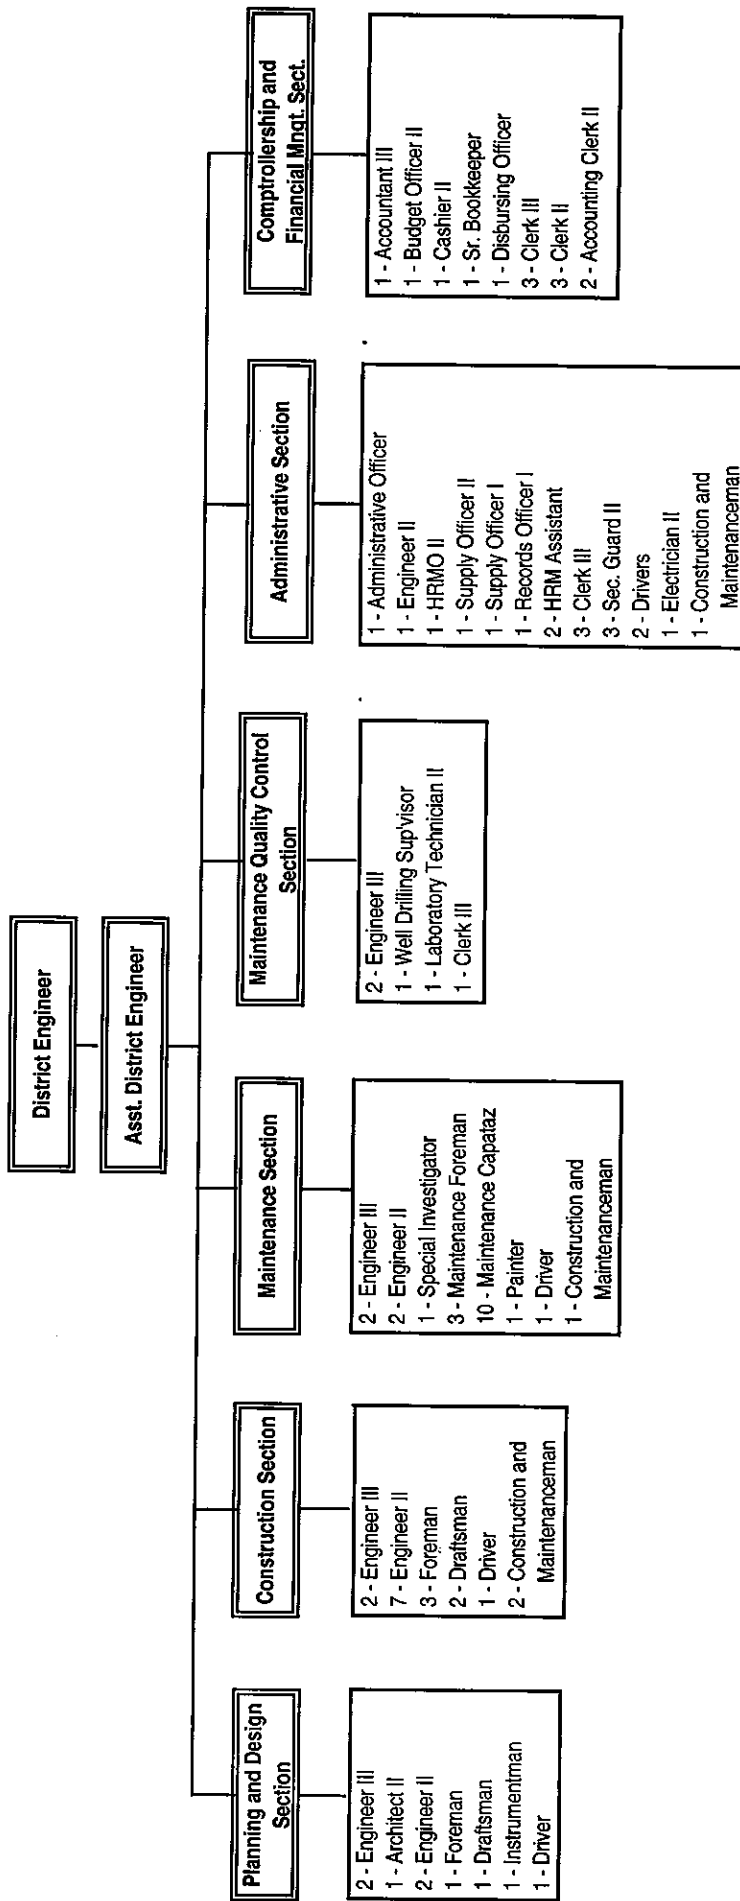 District Engineer
Asst. District Engineer
Planning and Design
Section
2 - Engineer III
1 - Architect II
2 - Engineer II
1 - Foreman
1 - Draftsman
1 - Instrumentman
1 - Driver
Construction Section
2 - Engineer III
7 - Engineer II
3 - Foreman
2 - Draftsman
1 - Driver
2 - Construction and
Maintenanceman
Maintenance Section
2 - Engineer III
2 - Engineer II
1 - Special Investigator
3 - Maintenance Foreman
10 - Maintenance Capataz
1 - Painter
1 - Driver
1 - Construction and
Maintenanceman
Maintenance Quality Control
Section
2 - Engineer III
1 - Well Drilling Sup'visor
1 - Laboratory Technician II
1 - Clerk III
Administrative Section
1 - Administrative Officer
1 - Engineer II
1 - HRMO II
1 - Supply Officer II
1 - Supply Officer I
1 - Records Officer I
2 - HRM Assistant
3 - Clerk III
3 - Sec. Guard II
2 - Drivers
1 - Electrician II
1 - Construction and
Maintenanceman
Comptrollership and
Financial Mngt. Sect.
1 - Accountant III
1 - Budget Officer II
1 - Cashier II
1 - Sr. Bookkeeper
1 - Disbursing Officer
3 - Clerk III
3 - Clerk II
2 - Accounting Clerk II